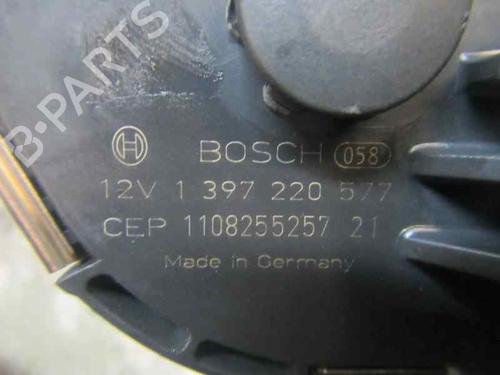 B-PARTS
BOSCH 058
12V 1 397 220 577
CEP 1108255257 21
Made in Germany